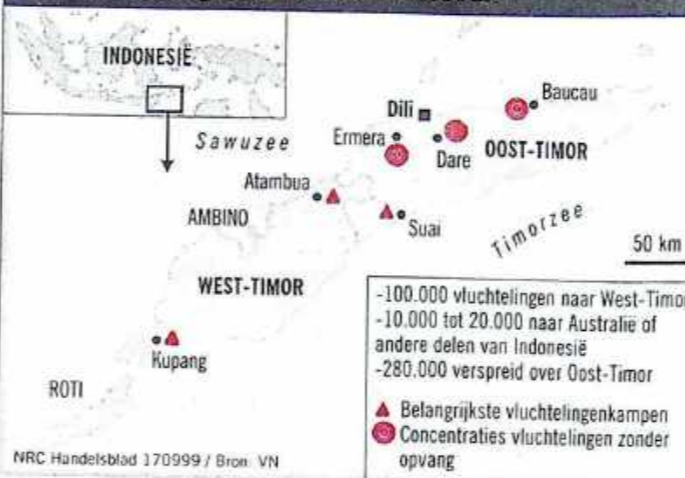 INDONESIË
Sawuzee
Dili
Baucau
Ermera
Dare
OOST-TIMOR
Atambua
AMBINO
Suai
Timorzee
50 km
WEST-TIMOR
Kupang
ROTI
-100.000 vluchtelingen naar West-Timor
-10.000 tot 20.000 naar Australië of
andere delen van Indonesië
-280.000 verspreid over Oost-Timor
Belangrijkste vluchtelingenkampen
Concentraties vluchtelingen zonder
opvang
NRC Handelsblad 170999 / Bron VN